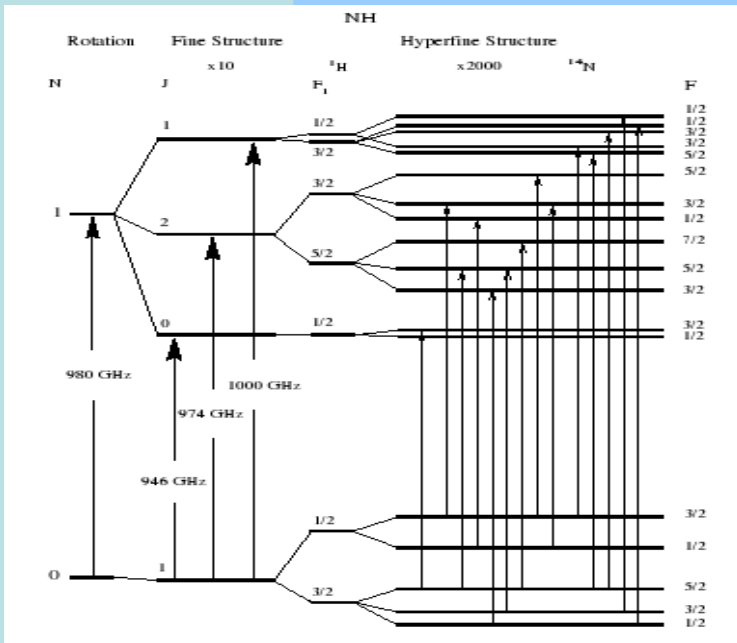 NH
Rotation Fine Structure Hyperfine Structure
x10 ¹H x2000 ¹⁴N
N J F₁ F
1/2
1 1/2 1/2
3/2
3/2 3/2
5/2
3/2 5/2
1 3/2
2 1/2
7/2
5/2 5/2
3/2
0 1/2 3/2
1/2
980 GHz
1000 GHz
974 GHz
946 GHz
3/2
1/2
1/2
0 1 5/2
3/2 3/2
1/2